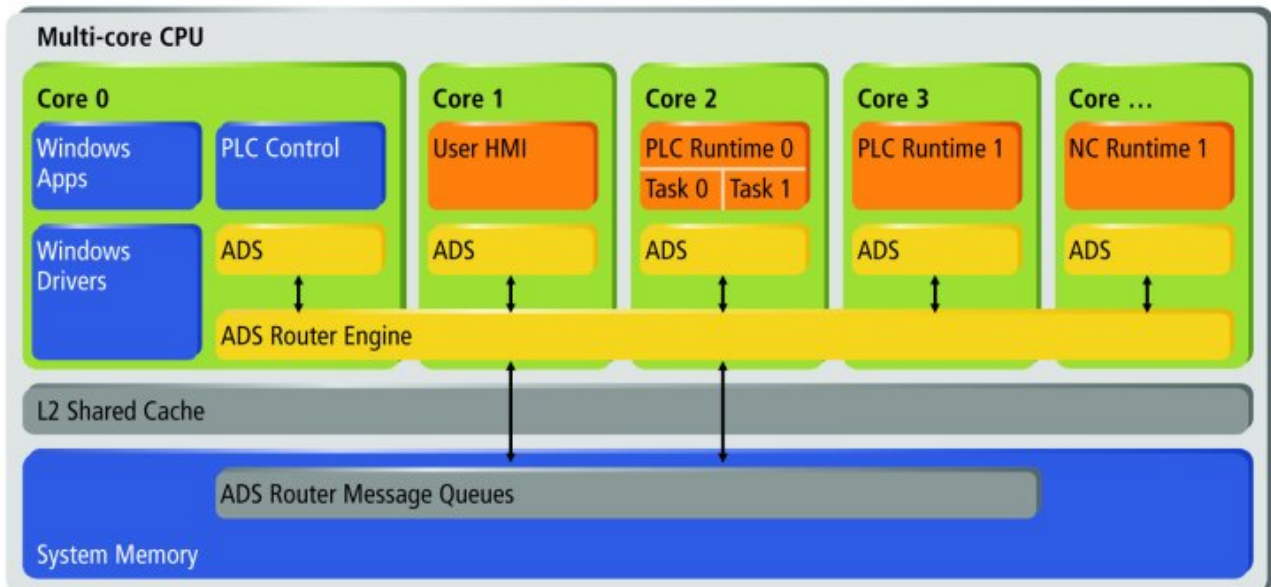 Multi-core CPU
Core 0
Core 1
Core 2
Core 3
Core ...
Windows
Apps
PLC Control
User HMI
PLC Runtime 0
Task 0
Task 1
PLC Runtime 1
NC Runtime 1
Windows
Drivers
ADS
ADS
ADS
ADS
ADS
ADS Router Engine
L2 Shared Cache
ADS Router Message Queues
System Memory